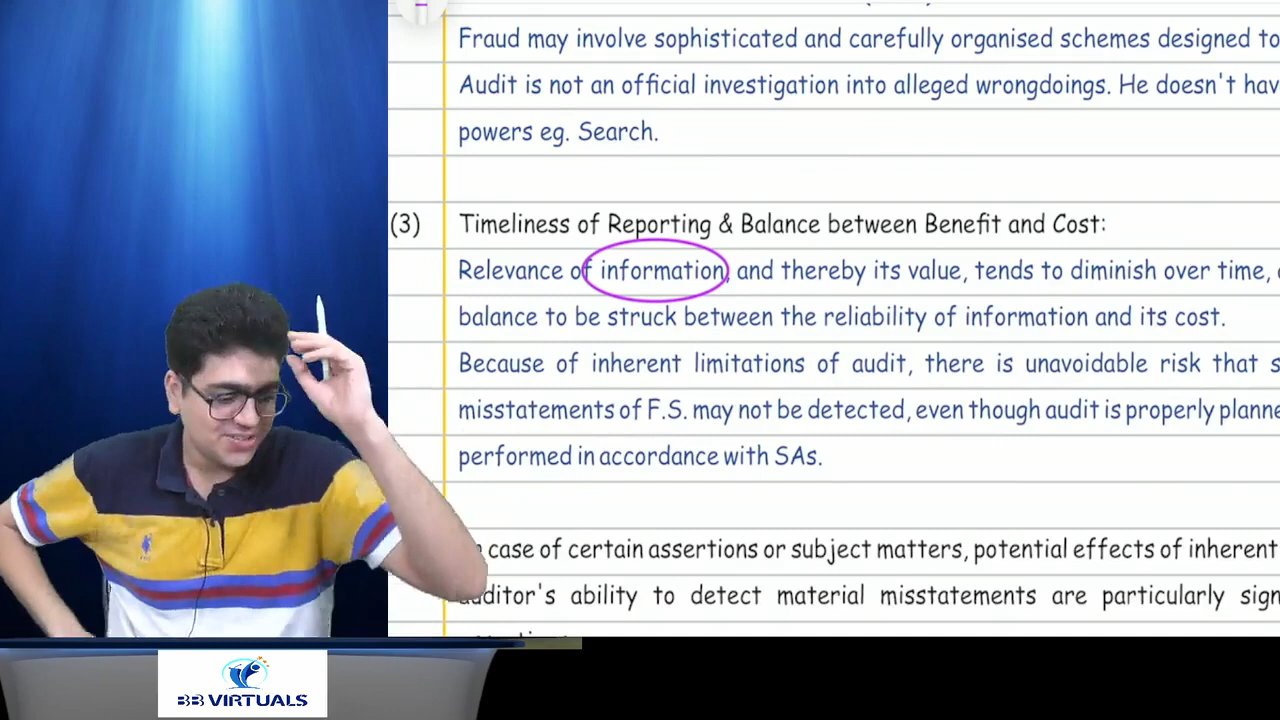 Fraud may involve sophisticated and carefully organised schemes designed to
Audit is not an official investigation into alleged wrongdoings. He doesn't hav
powers eg. Search.
(3) Timeliness of Reporting & Balance between Benefit and Cost:
Relevance of information, and thereby its value, tends to diminish over time,
balance to be struck between the reliability of information and its cost.
Because of inherent limitations of audit, there is unavoidable risk that s
misstatements of F.S. may not be detected, even though audit is properly planne
performed in accordance with SAs.
case of certain assertions or subject matters, potential effects of inherent
auditor's ability to detect material misstatements are particularly sign
BB VIRTUALS